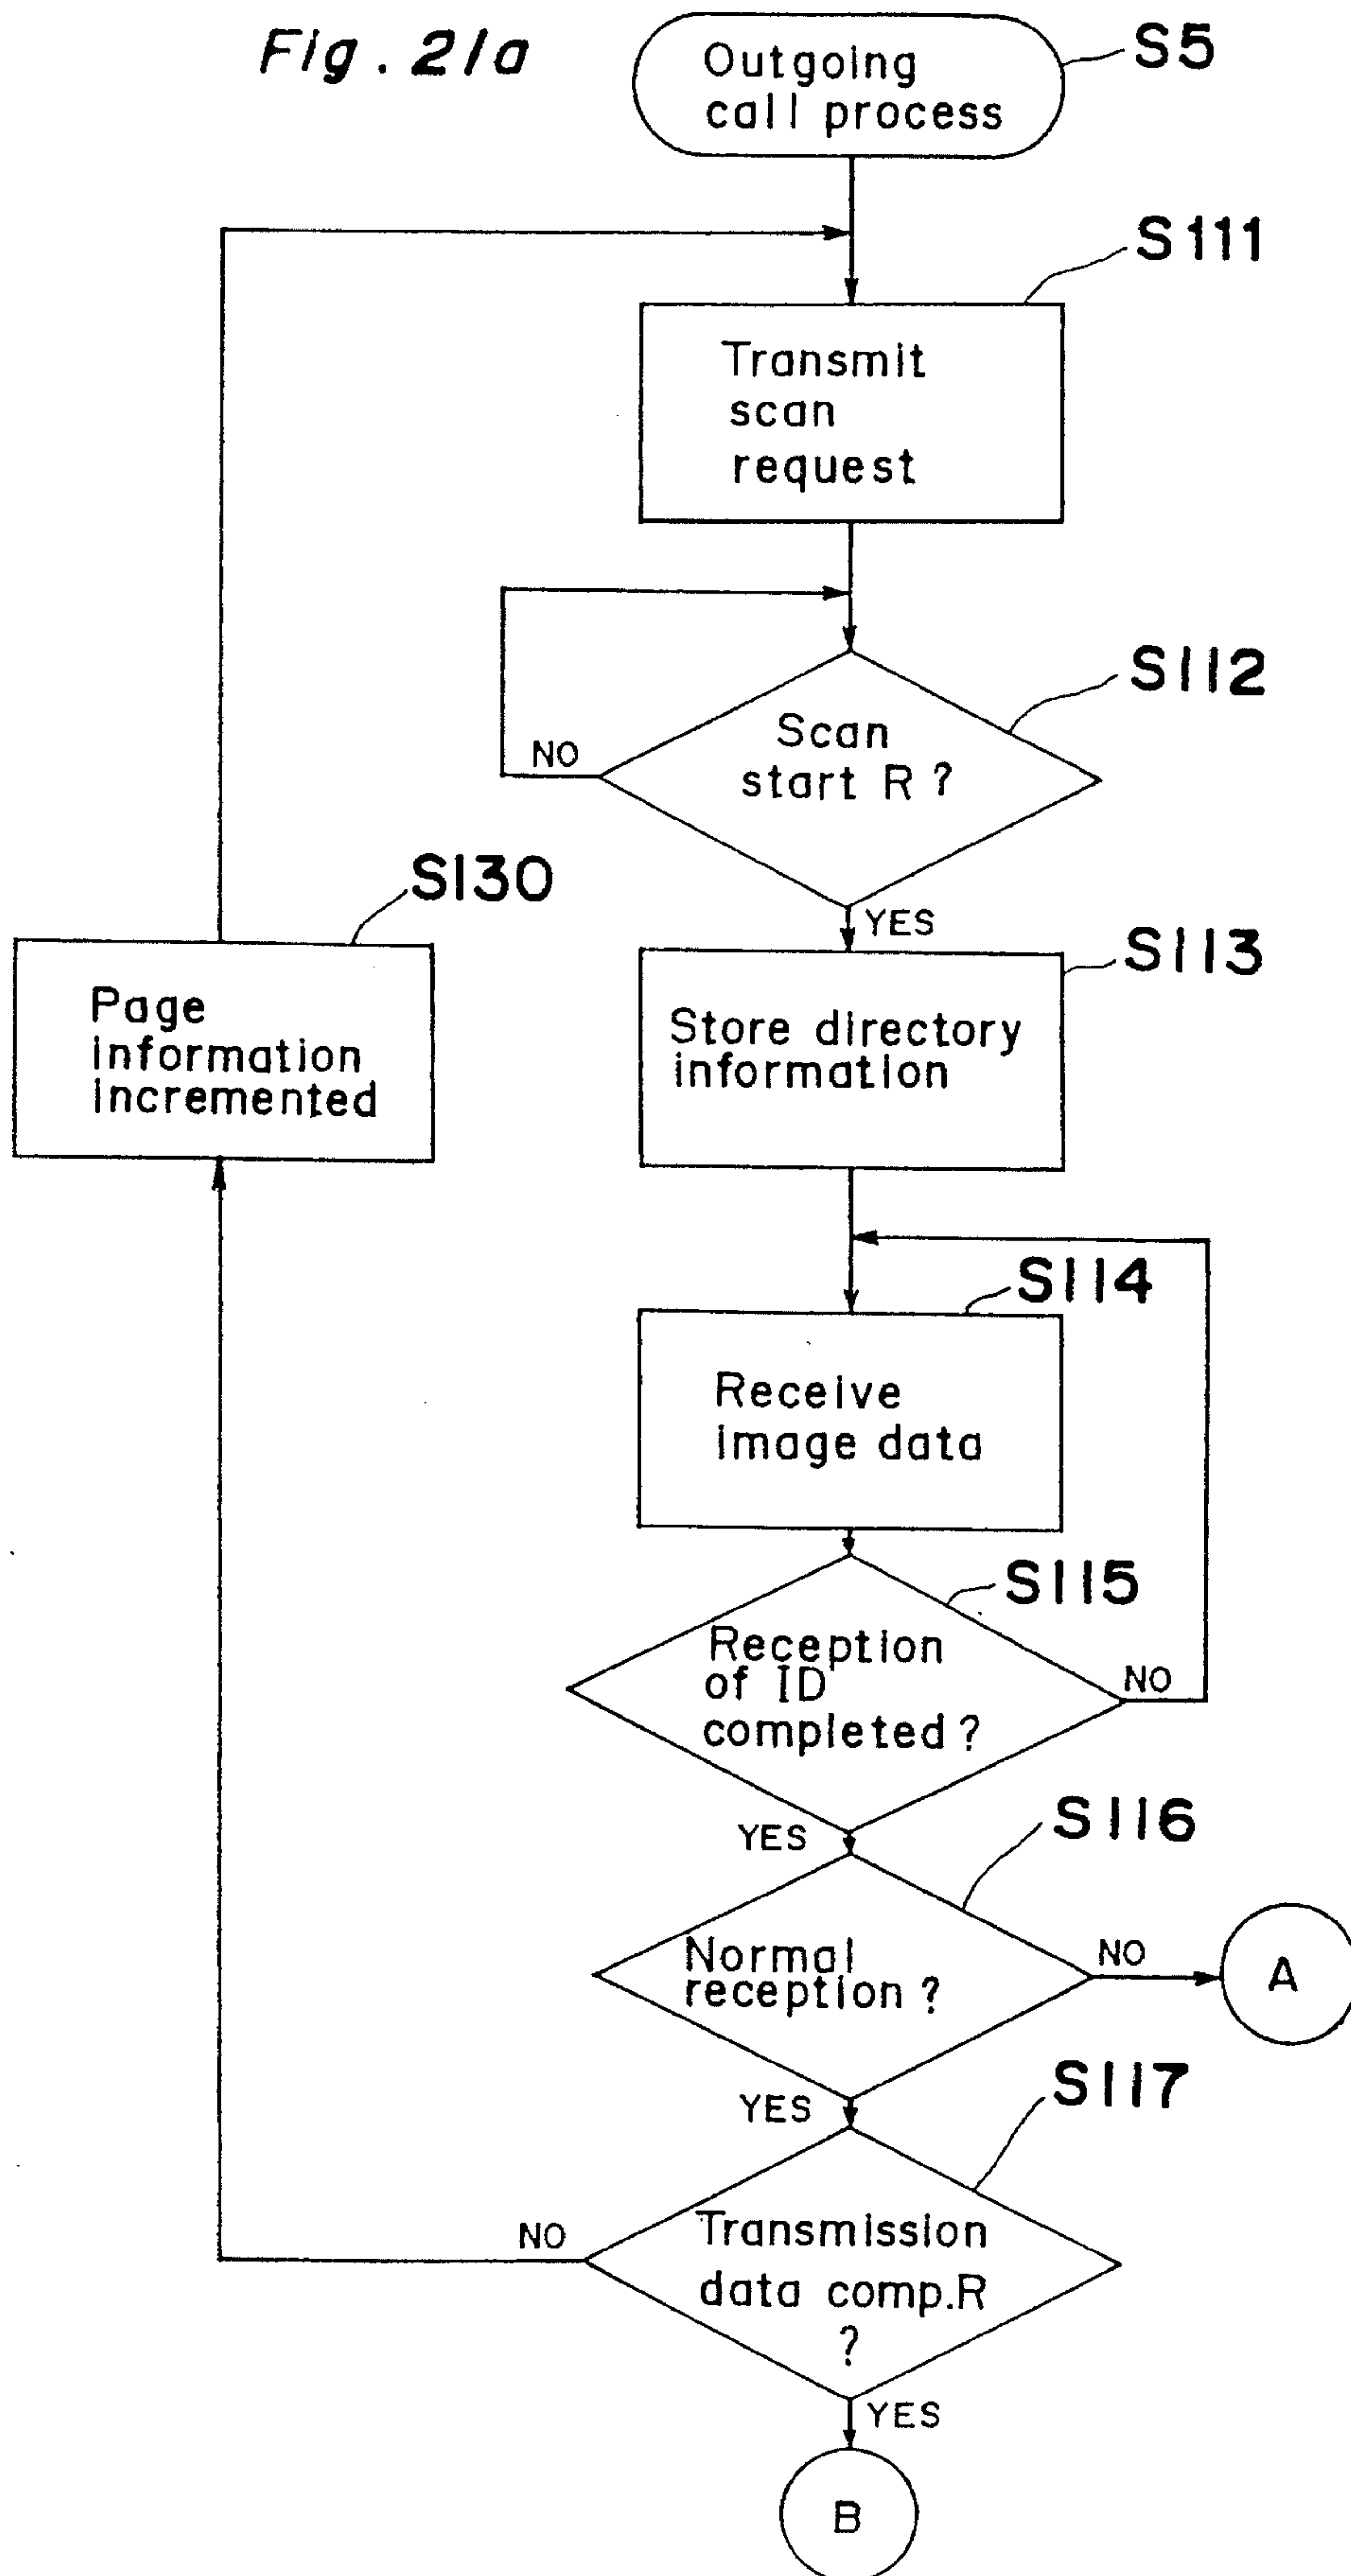 Fig. 21a
Outgoing
call process
S5
S111
Transmit
scan
request
S112
Scan
start R ?
NO
YES
S130
Page
information
incremented
S113
Store directory
information
S114
Receive
image data
S115
Reception
of ID
completed ?
NO
YES
S116
Normal
reception ?
NO
A
YES
S117
Transmission
data comp.R
?
NO
YES
B